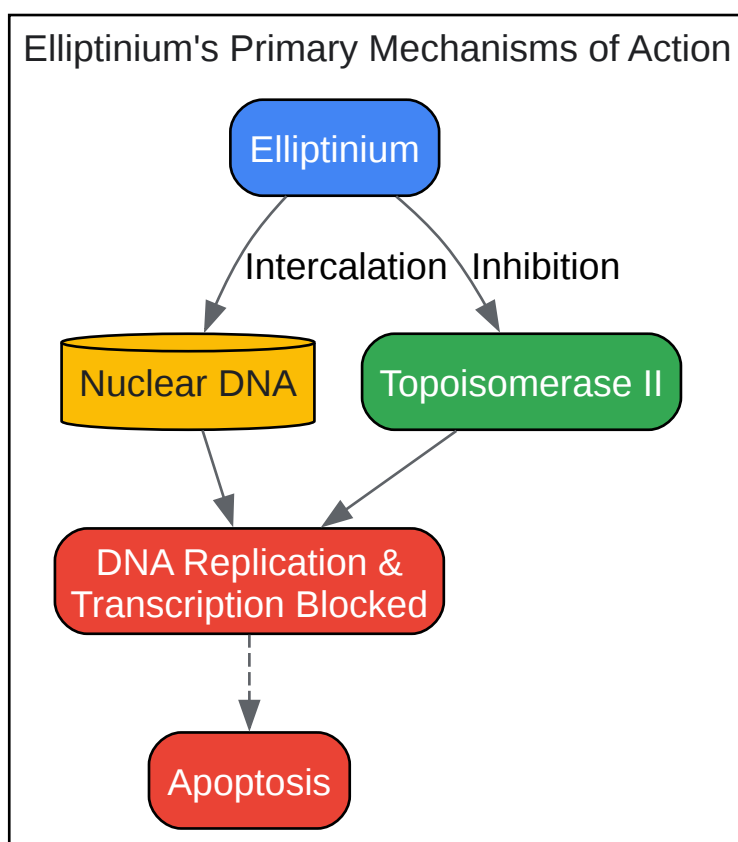 Elliptinium's Primary Mechanisms of Action
Elliptinium
Intercalation
Inhibition
Nuclear DNA
Topoisomerase II
DNA Replication &
Transcription Blocked
Apoptosis